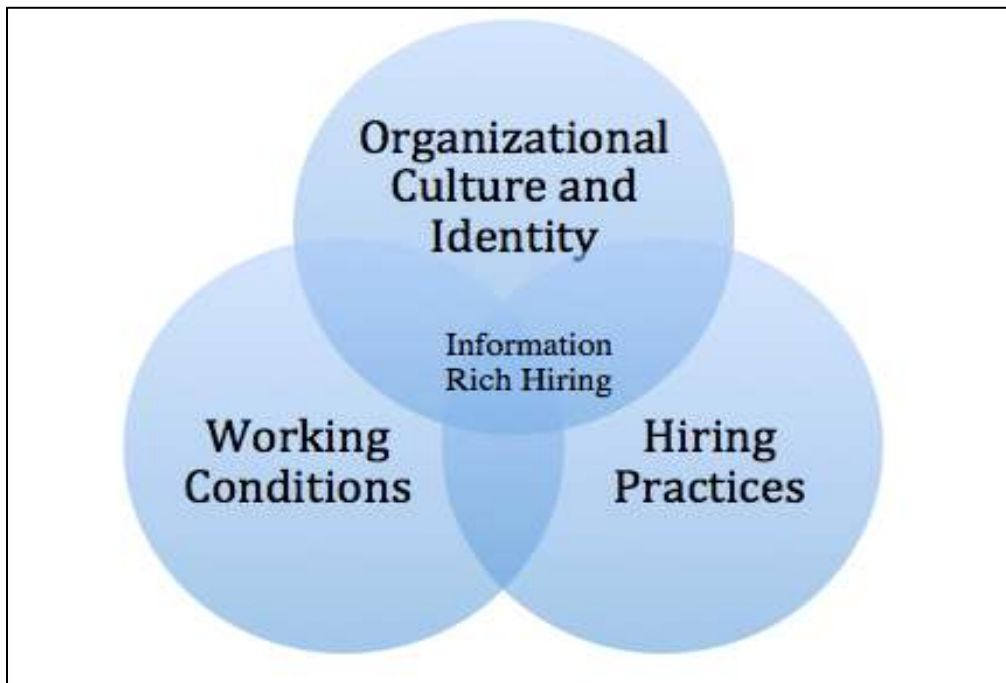 Organizational
Culture and
Identity
Information
Rich Hiring
Working
Conditions
Hiring
Practices